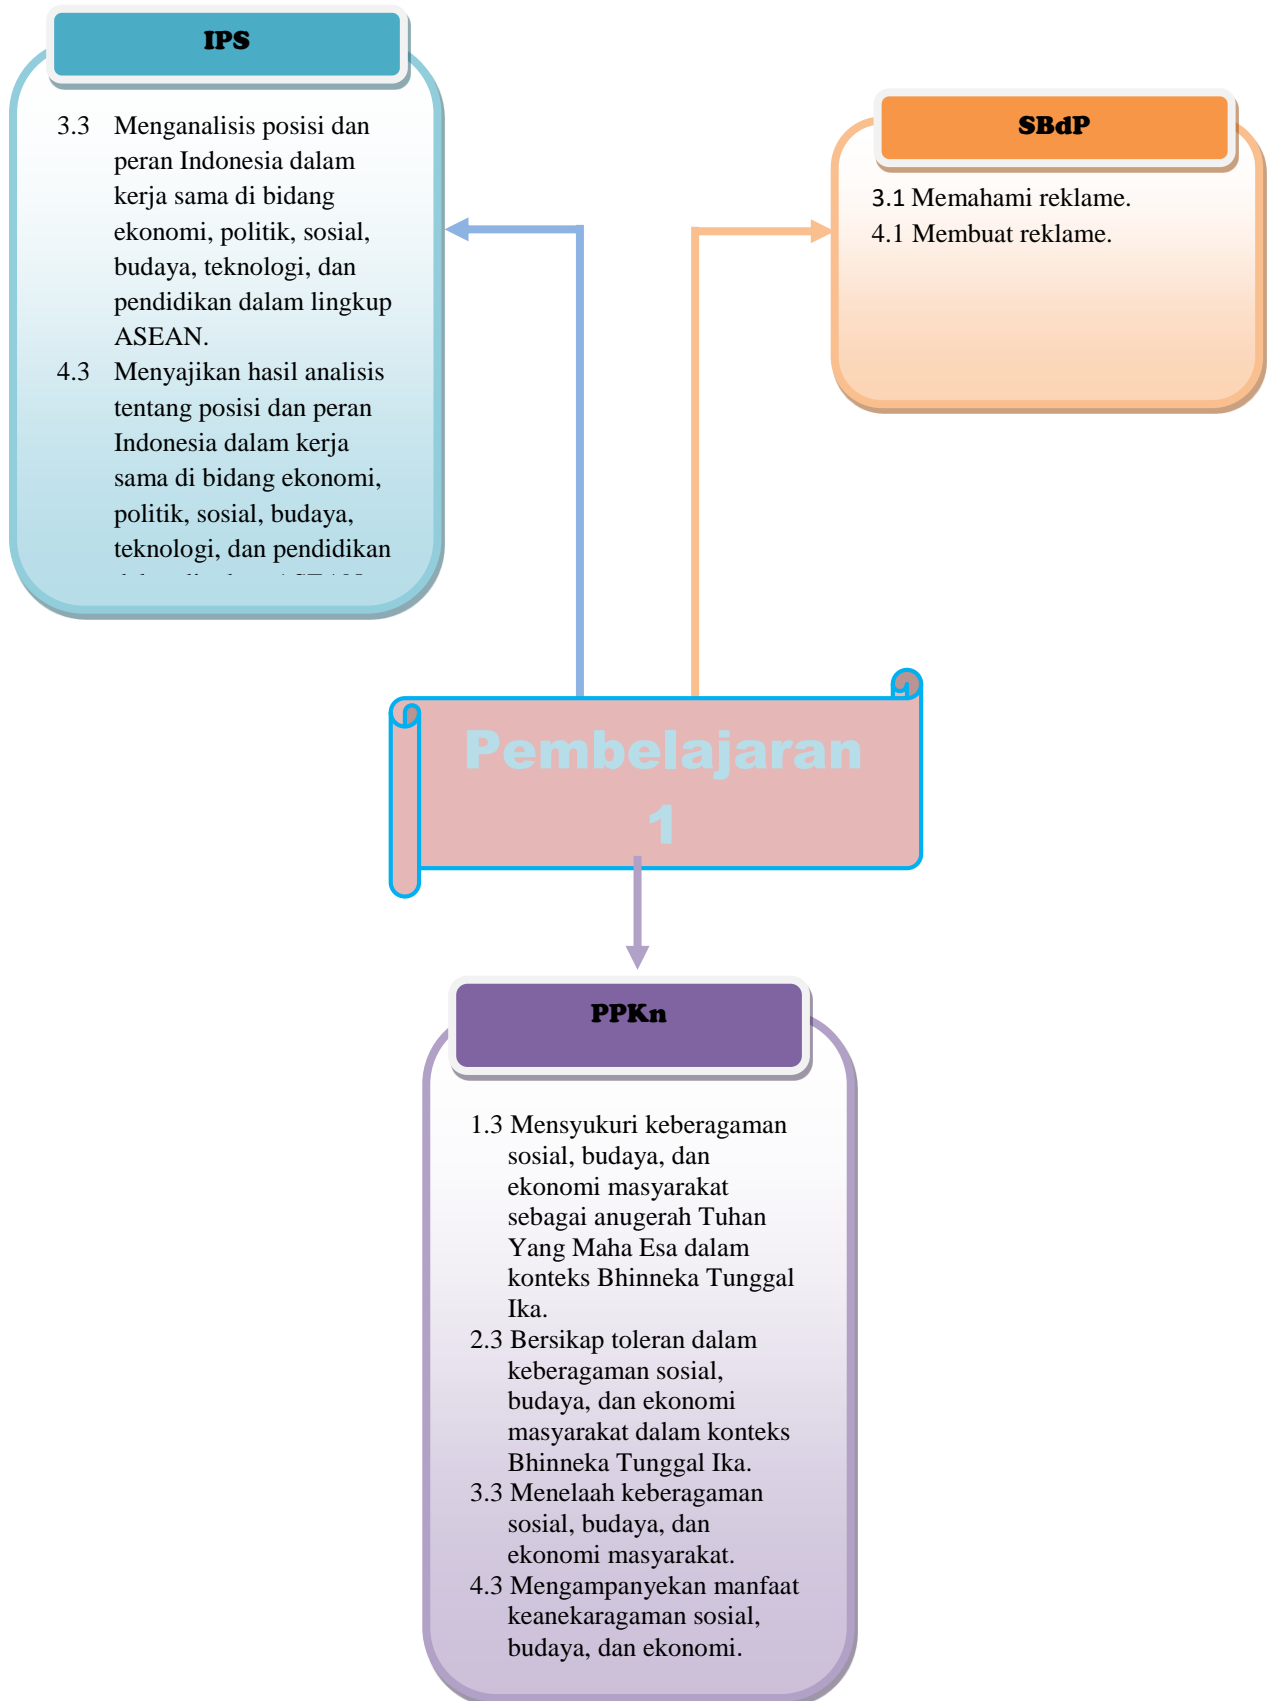 IPS
3.3 Menganalisis posisi dan
peran Indonesia dalam
kerja sama di bidang
ekonomi, politik, sosial,
budaya, teknologi, dan
pendidikan dalam lingkup
ASEAN.
4.3 Menyajikan hasil analisis
tentang posisi dan peran
Indonesia dalam kerja
sama di bidang ekonomi,
politik, sosial, budaya,
teknologi, dan pendidikan
SBdP
3.1 Memahami reklame.
4.1 Membuat reklame.
Pembelajaran
1
PPKn
1.3 Mensyukuri keberagaman
sosial, budaya, dan
ekonomi masyarakat
sebagai anugerah Tuhan
Yang Maha Esa dalam
konteks Bhinneka Tunggal
Ika.
2.3 Bersikap toleran dalam
keberagaman sosial,
budaya, dan ekonomi
masyarakat dalam konteks
Bhinneka Tunggal Ika.
3.3 Menelaah keberagaman
sosial, budaya, dan
ekonomi masyarakat.
4.3 Mengampanyekan manfaat
keanekaragaman sosial,
budaya, dan ekonomi.